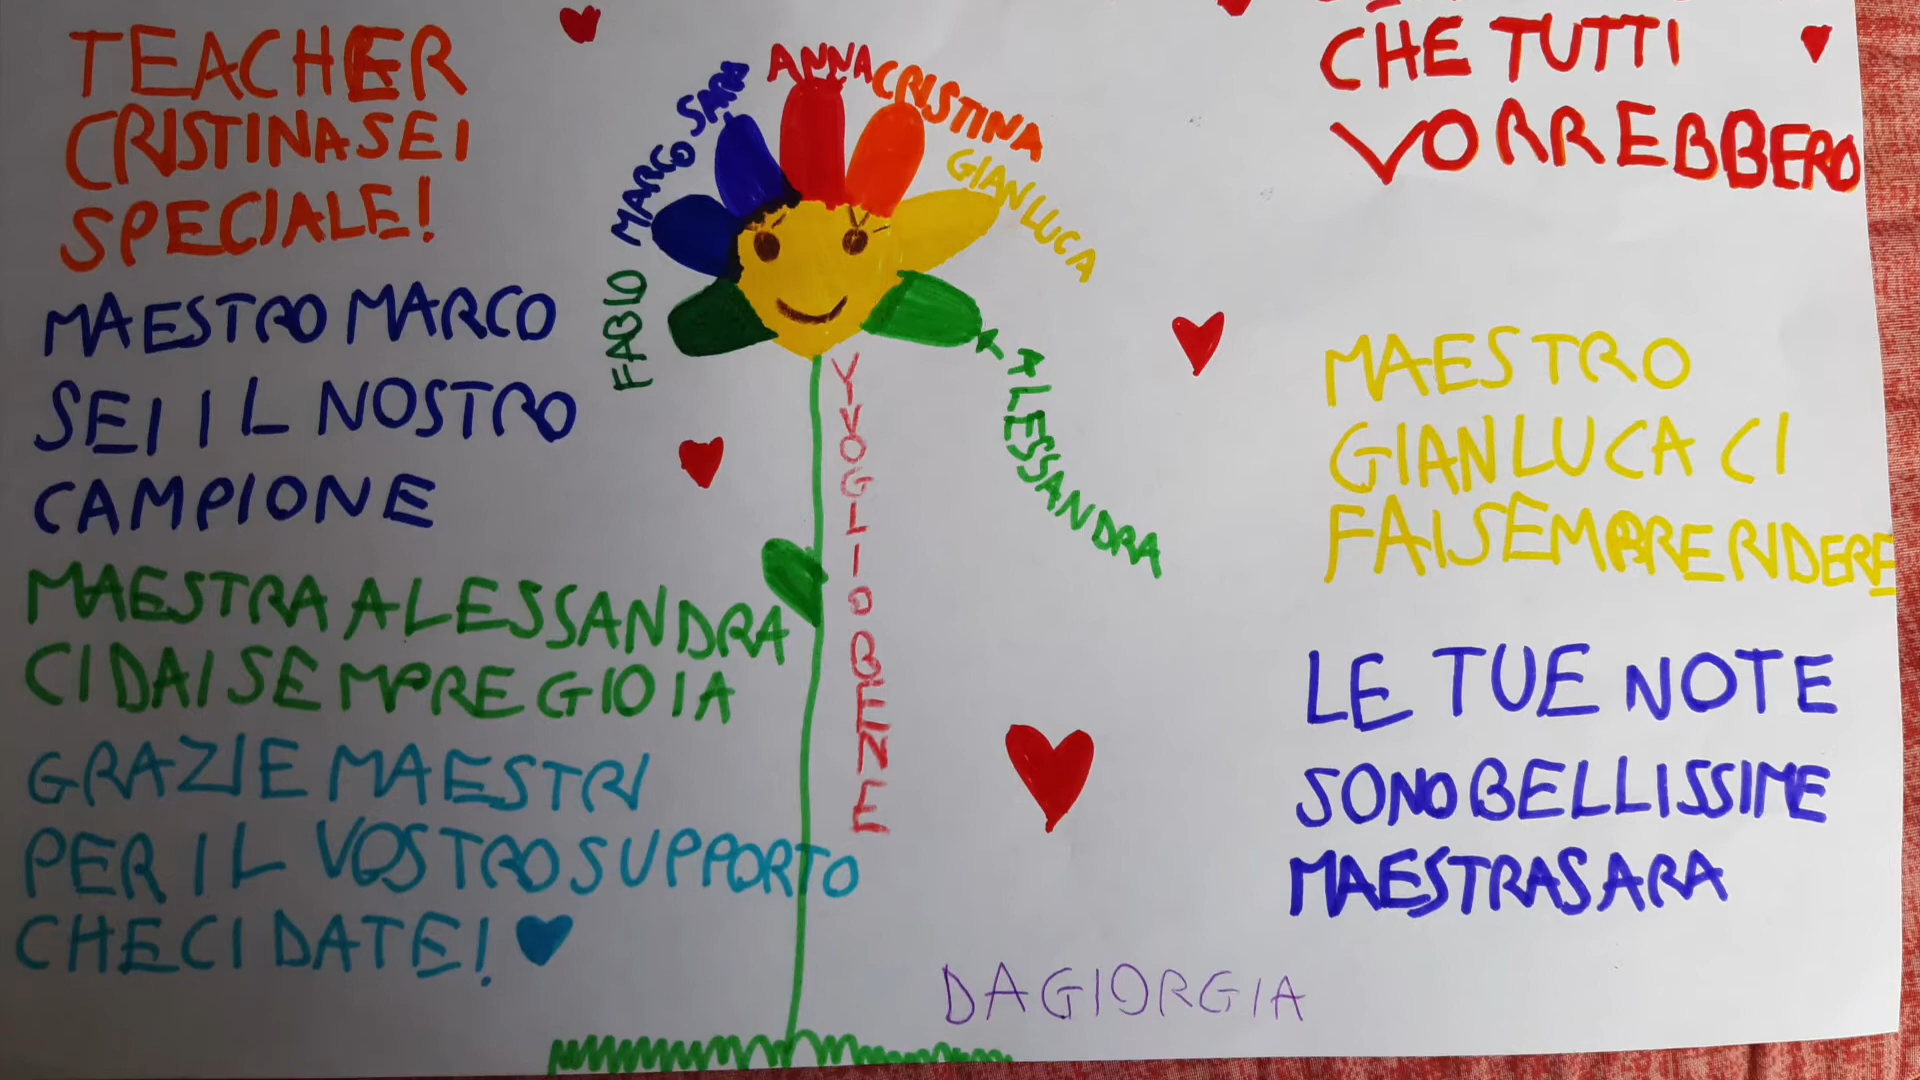 TEACHER
CRISTINA SEI
SPECIALE!
MAESTRO MARCO
SEI IL NOSTRO
CAMPIONE
MAESTRA ALESSANDRA
CI DAI SEMPRE GIOIA
GRAZIE MAESTRI
PER IL VOSTRO SUPPORTO
CHE CI DATE!
FABIO
MARCO
SARA
ANNA
CRISTINA
GIANLUCA
ALESSANDRA
VI VOGLIO BENE
CHE TUTTI
VORREBBERO
MAESTRO
GIANLUCA CI
FAI SEMPRE RIDERE
LE TUE NOTE
SONO BELLISSIME
MAESTRA SARA
DA GIORGIA